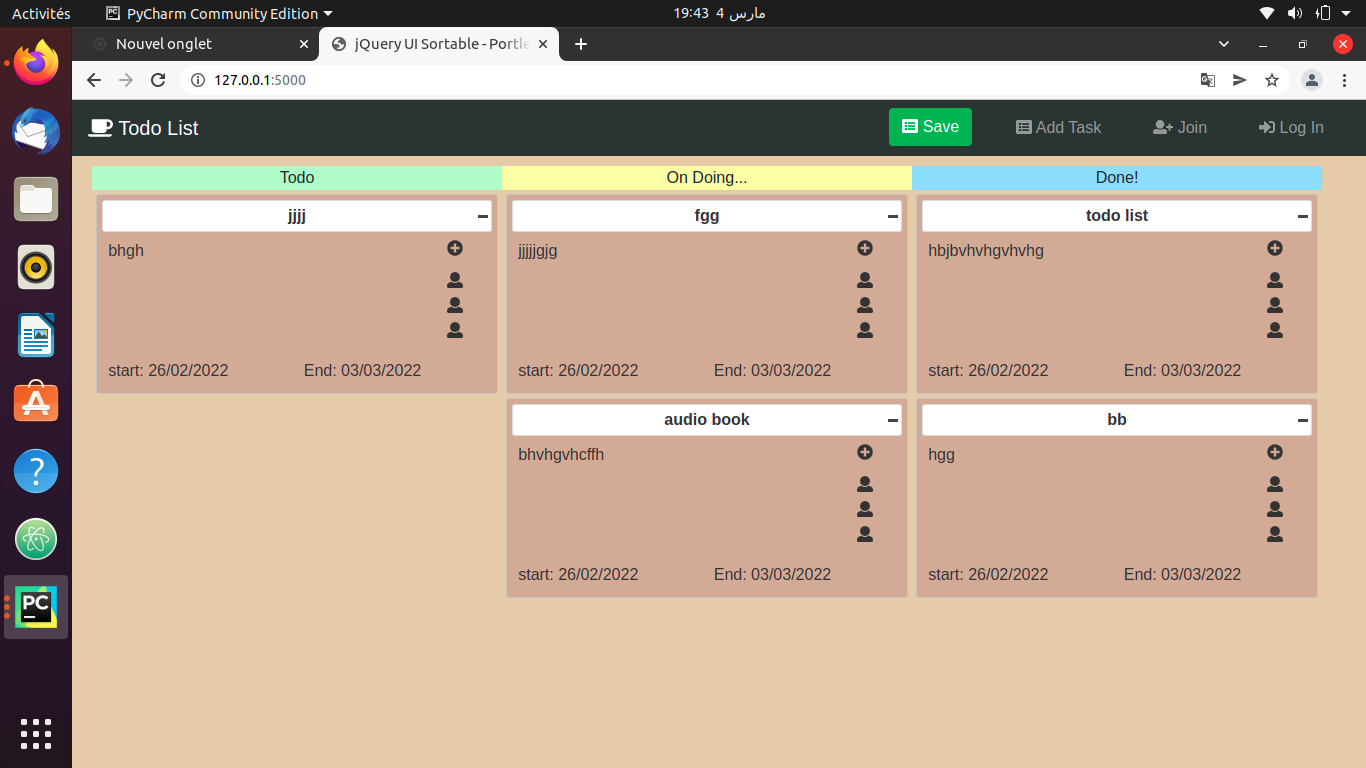 Activités PyCharm Community Edition 19:43 4 مارس
Nouvel onglet jQuery UI Sortable - Portle
127.0.0.1:5000
Todo List Save Add Task Join Log In
Todo On Doing... Done!
jjjj fgg todo list
bhgh jjjjjgjg hbjbvhvhgvhvhg
start: 26/02/2022 End: 03/03/2022 start: 26/02/2022 End: 03/03/2022 start: 26/02/2022 End: 03/03/2022
audio book bb
bhvhgvhcffh hgg
start: 26/02/2022 End: 03/03/2022 start: 26/02/2022 End: 03/03/2022
PC